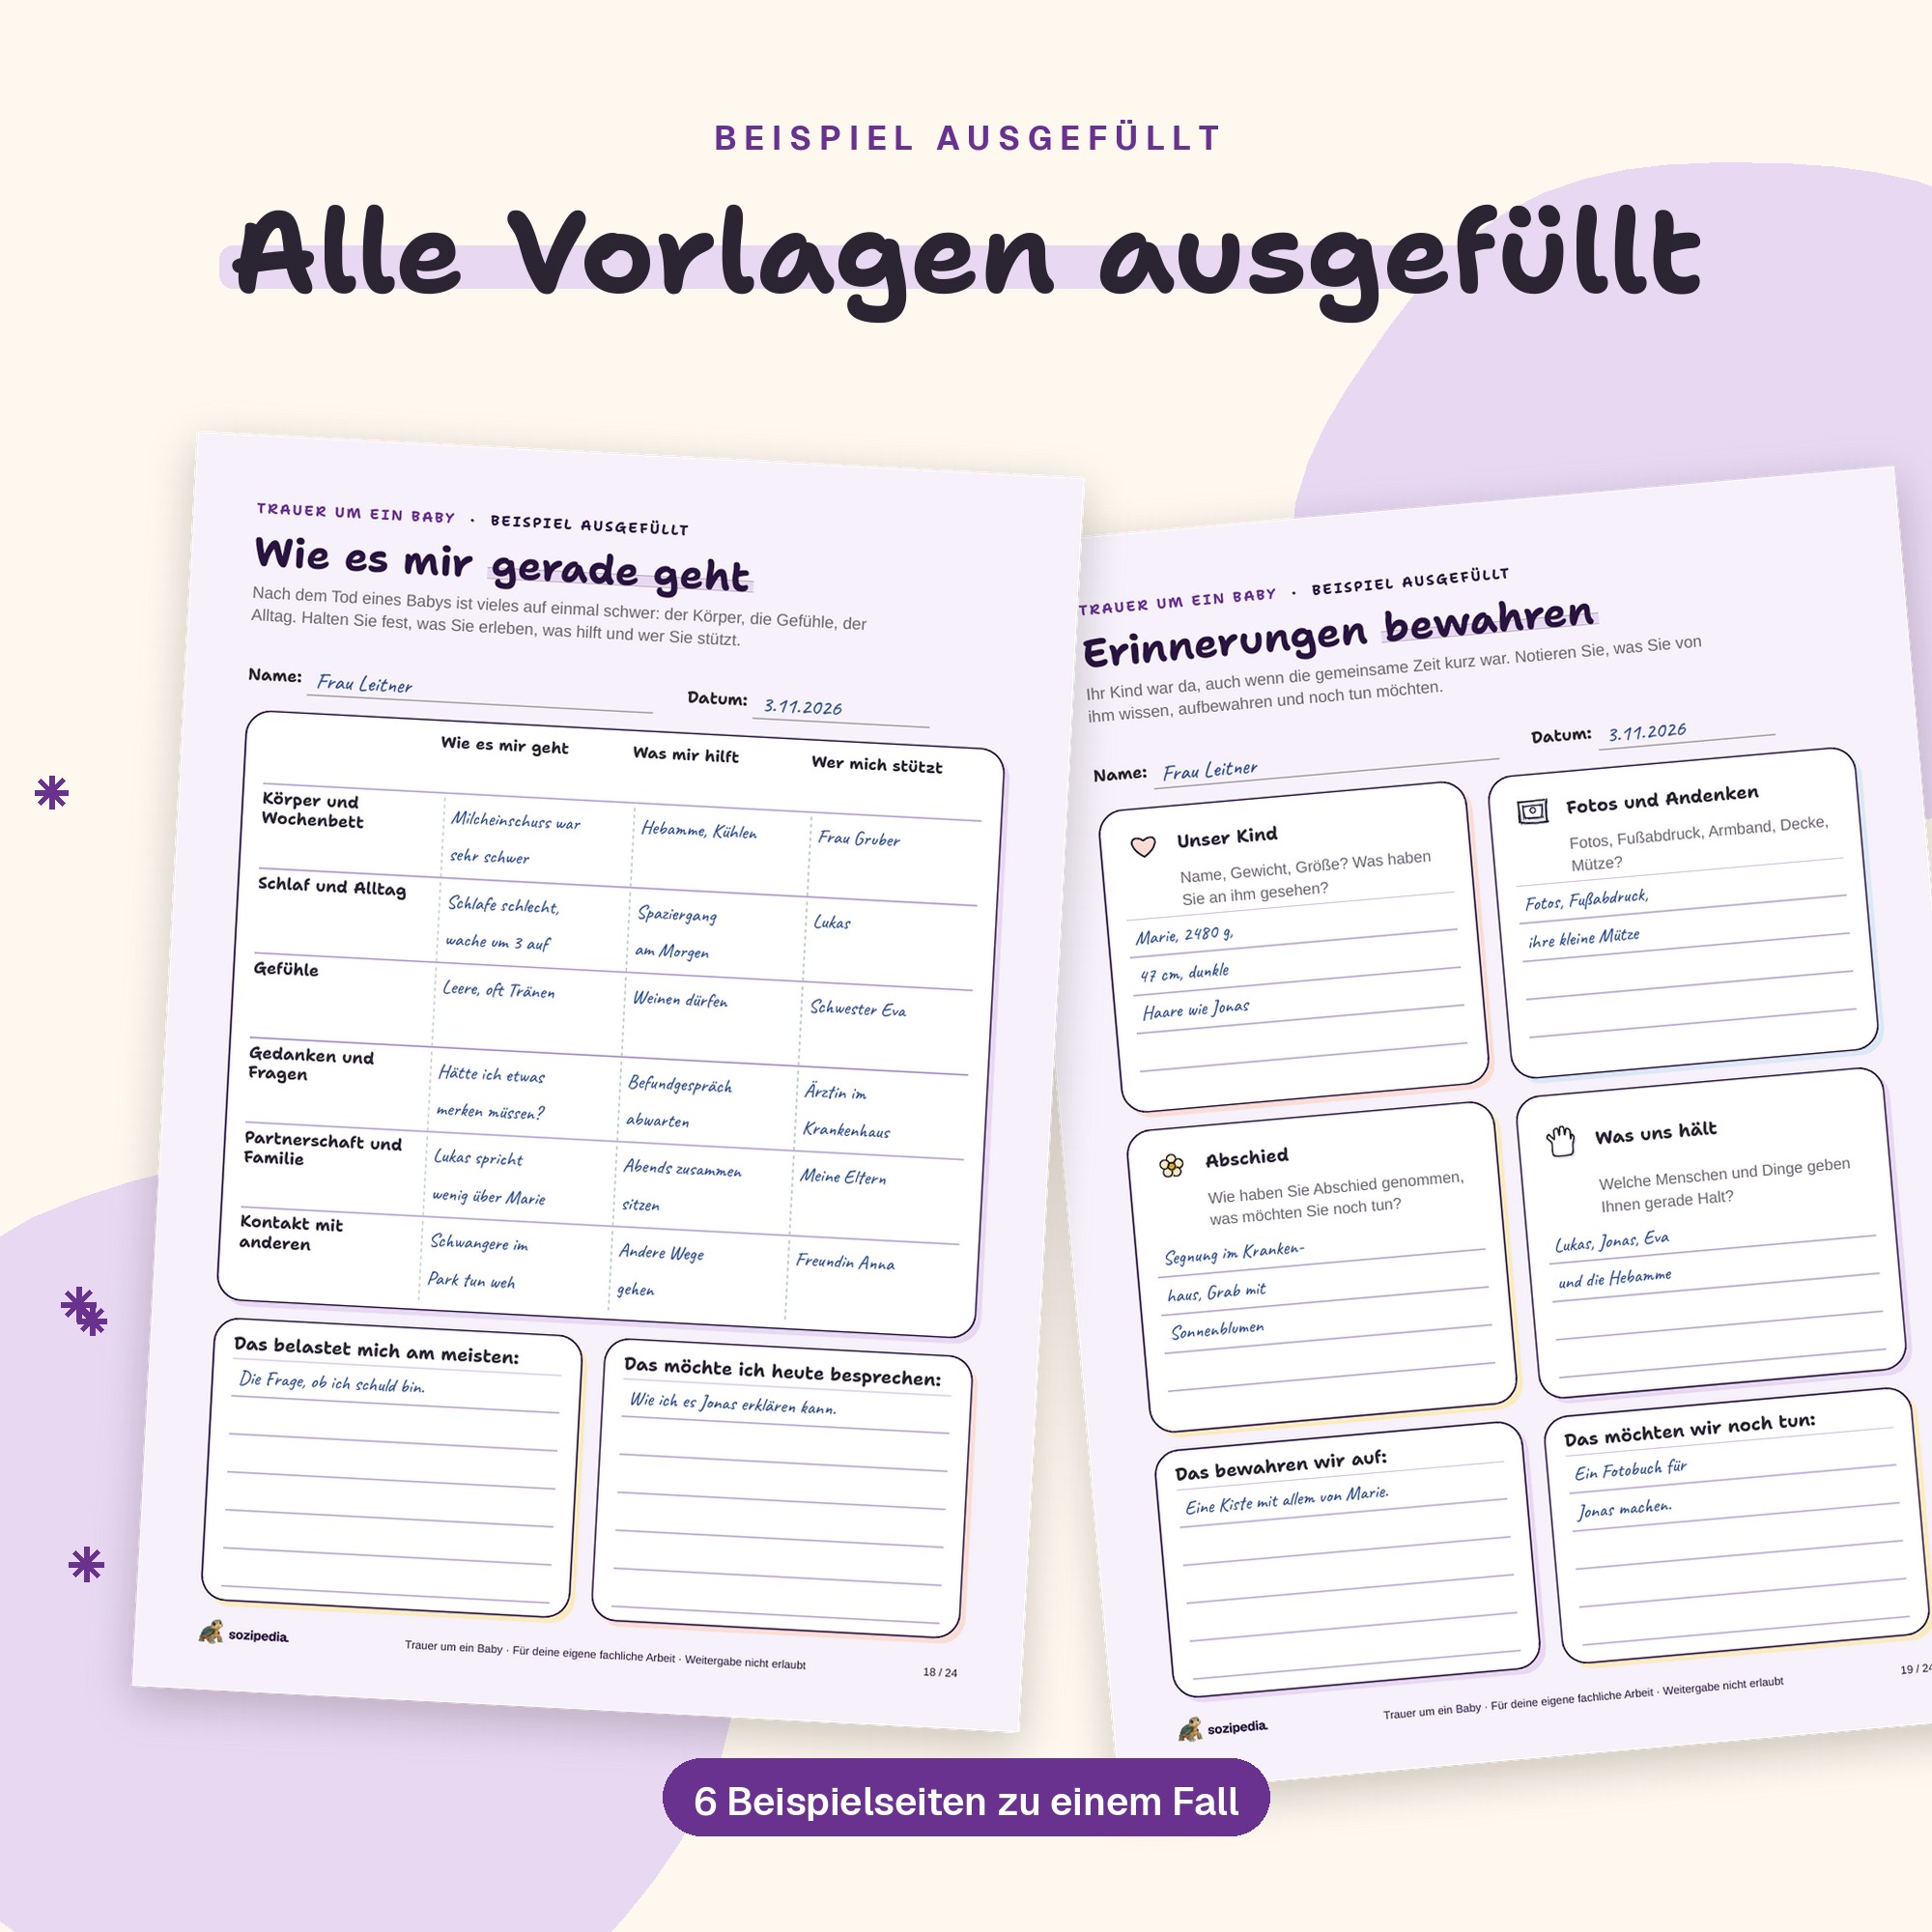 BEISPIEL AUSGEFÜLLT
Alle Vorlagen ausgefüllt
TRAUER UM EIN BABY · BEISPIEL AUSGEFÜLLT
Wie es mir gerade geht
Nach dem Tod eines Babys ist vieles auf einmal schwer: der Körper, die Gefühle, der
Alltag. Halten Sie fest, was Sie erleben, was hilft und wer Sie stützt.
Name: Frau Leitner Datum: 3.11.2026
Wie es mir geht Was mir hilft Wer mich stützt
Körper und
Wochenbett
Milcheinschuss war
sehr schwer
Hebamme, Kühlen
Frau Gruber
Schlaf und Alltag
Schlafe schlecht,
wache um 3 auf
Spaziergang
am Morgen
Lukas
Gefühle
Leere, oft Tränen
Weinen dürfen
Schwester Eva
Gedanken und
Fragen
Hätte ich etwas
merken müssen?
Befundgespräch
abwarten
Ärztin im
Krankenhaus
Partnerschaft und
Familie
Lukas spricht
wenig über Marie
Abends zusammen
sitzen
Meine Eltern
Kontakt mit
anderen
Schwangere im
Park tun weh
Andere Wege
gehen
Freundin Anna
Das belastet mich am meisten:
Die Frage, ob ich schuld bin.
Das möchte ich heute besprechen:
Wie ich es Jonas erklären kann.
sozipedia.
Trauer um ein Baby · Für deine eigene fachliche Arbeit · Weitergabe nicht erlaubt
18 / 24
TRAUER UM EIN BABY · BEISPIEL AUSGEFÜLLT
Erinnerungen bewahren
Ihr Kind war da, auch wenn die gemeinsame Zeit kurz war. Notieren Sie, was Sie von
ihm wissen, aufbewahren und noch tun möchten.
Name: Frau Leitner Datum: 3.11.2026
Unser Kind
Name, Gewicht, Größe? Was haben
Sie an ihm gesehen?
Marie, 2480 g,
47 cm, dunkle
Haare wie Jonas
Fotos und Andenken
Fotos, Fußabdruck, Armband, Decke,
Mütze?
Fotos, Fußabdruck,
ihre kleine Mütze
Abschied
Wie haben Sie Abschied genommen,
was möchten Sie noch tun?
Segnung im Kranken-
haus, Grab mit
Sonnenblumen
Was uns hält
Welche Menschen und Dinge geben
Ihnen gerade Halt?
Lukas, Jonas, Eva
und die Hebamme
Das bewahren wir auf:
Eine Kiste mit allem von Marie.
Das möchten wir noch tun:
Ein Fotobuch für
Jonas machen.
sozipedia.
Trauer um ein Baby · Für deine eigene fachliche Arbeit · Weitergabe nicht erlaubt
19 / 24
6 Beispielseiten zu einem Fall